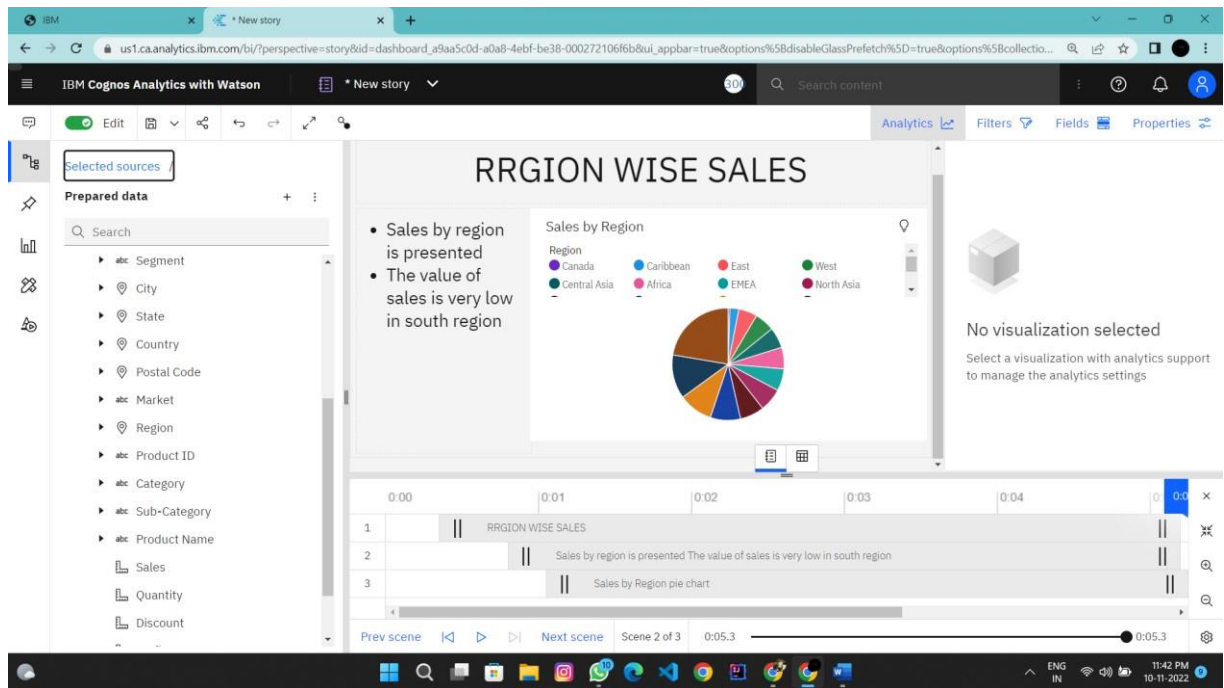 IBM
* New story
us1.ca.analytics.ibm.com/bi/?perspective=story&id=dashboard_a9aa5c0d-a0a8-4ebf-be38-000272106f6b&ui_appbar=true&options%5BdisableGlassPrefetch%5D=true&options%5Bcollectio...
IBM Cognos Analytics with Watson
* New story
Search content
Edit
Analytics
Filters
Fields
Properties
Selected sources /
Prepared data
Search
abc Segment
City
State
Country
Postal Code
abc Market
Region
abc Product ID
abc Category
abc Sub-Category
abc Product Name
Sales
Quantity
Discount
RRGION WISE SALES
• Sales by region
is presented
• The value of
sales is very low
in south region
Sales by Region
Region
Canada Caribbean East West
Central Asia Africa EMEA North Asia
No visualization selected
Select a visualization with analytics support
to manage the analytics settings
0:00 0:01 0:02 0:03 0:04
1 RRGION WISE SALES
2 Sales by region is presented The value of sales is very low in south region
3 Sales by Region pie chart
Prev scene Next scene Scene 2 of 3 0:05.3 0:05.3
ENG
IN
11:42 PM
10-11-2022